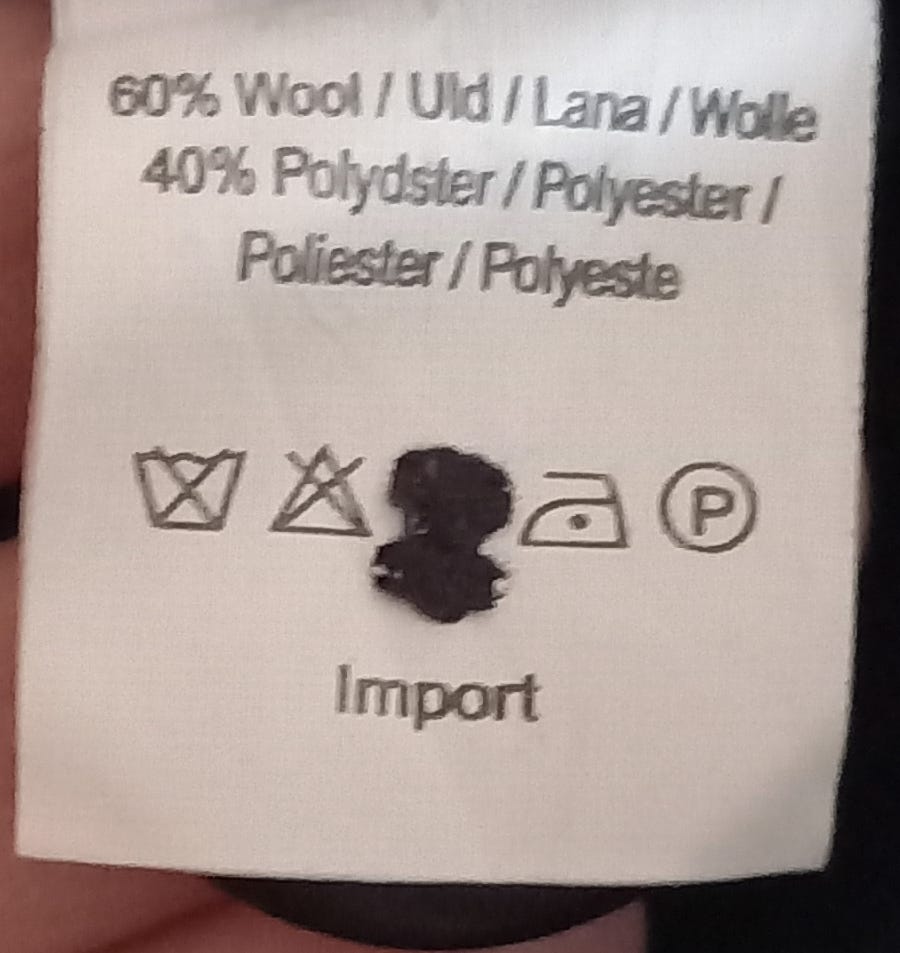 60% Wool / Uld / Lana / Wolle
40% Polydster / Polyester /
Poliester / Polyeste
P
Import